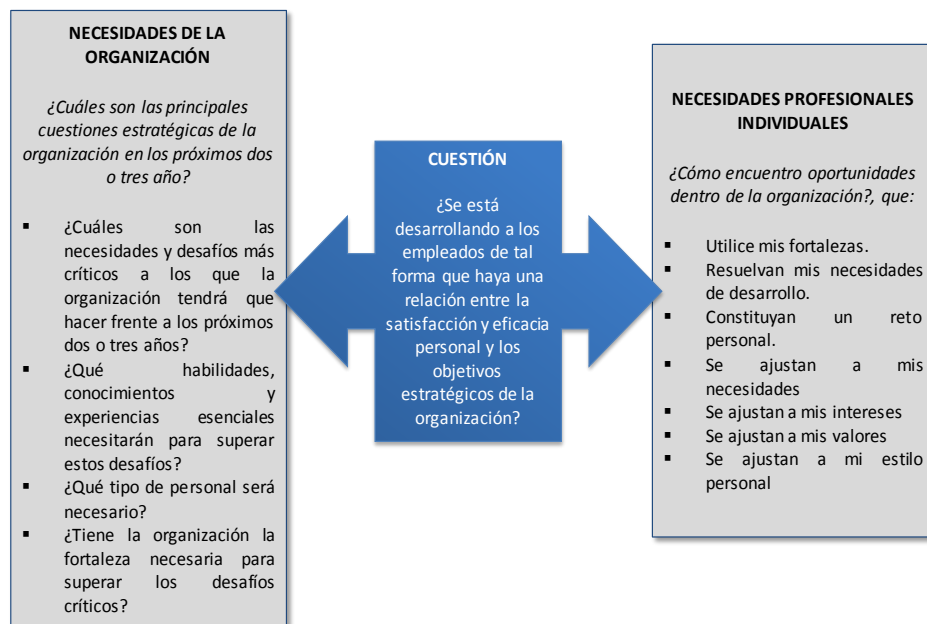 NECESIDADES DE LA
ORGANIZACIÓN
¿Cuáles son las principales
cuestiones estratégicas de la
organización en los próximos dos
o tres año?
▪ ¿Cuáles son las
necesidades y desafíos más
críticos a los que la
organización tendrá que
hacer frente a los próximos
dos o tres años?
▪ ¿Qué habilidades,
conocimientos y
experiencias esenciales
necesitarán para superar
estos desafíos?
▪ ¿Qué tipo de personal será
necesario?
▪ ¿Tiene la organización la
fortaleza necesaria para
superar los desafíos
críticos?
CUESTIÓN
¿Se está
desarrollando a los
empleados de tal
forma que haya una
relación entre la
satisfacción y eficacia
personal y los
objetivos
estratégicos de la
organización?
NECESIDADES PROFESIONALES
INDIVIDUALES
¿Cómo encuentro oportunidades
dentro de la organización?, que:
▪ Utilice mis fortalezas.
▪ Resuelvan mis necesidades
de desarrollo.
▪ Constituyan un reto
personal.
▪ Se ajustan a mis
necesidades
▪ Se ajustan a mis intereses
▪ Se ajustan a mis valores
▪ Se ajustan a mi estilo
personal